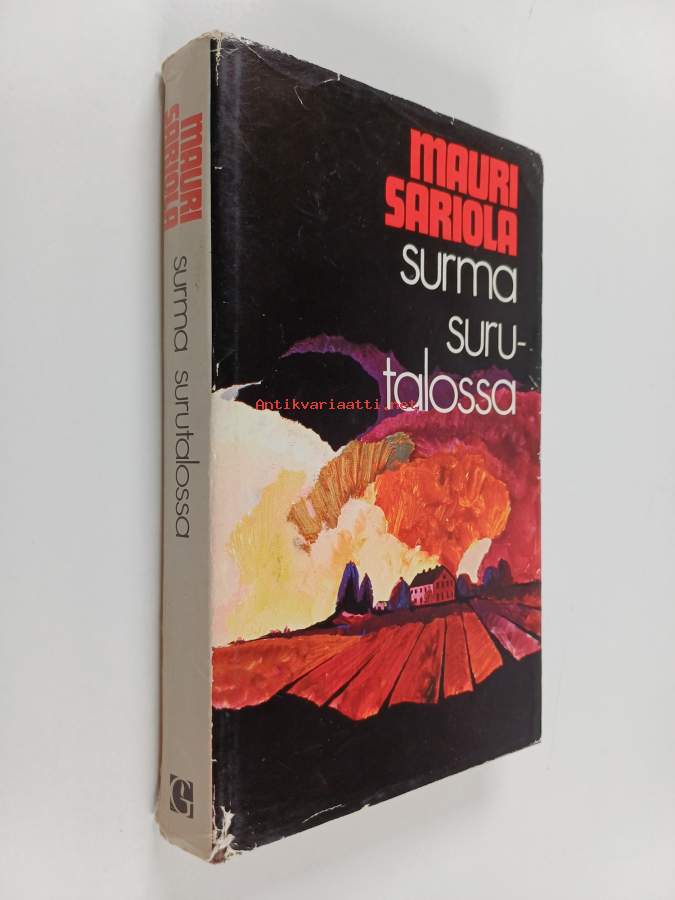 MAURI
SARIOLA
surma
suru-
talossa
MAURI
SARIOLA
surma surutalossa
Antikvariaatti.net